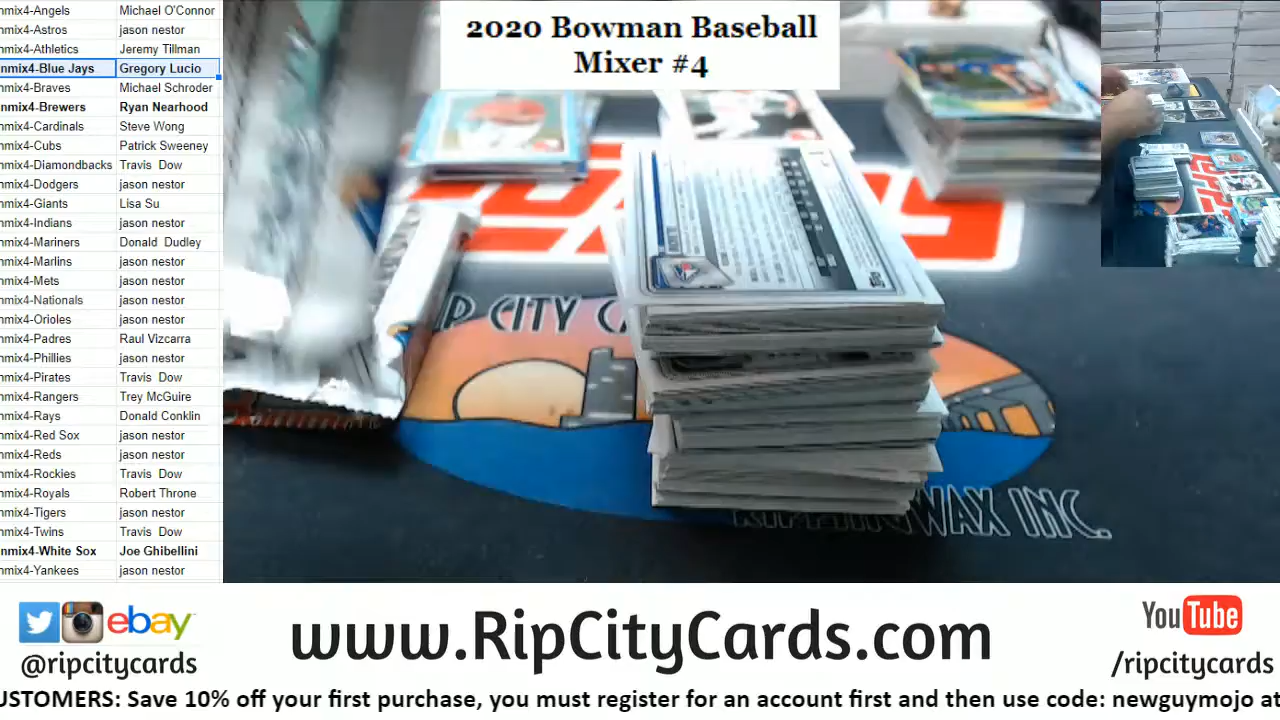 nmix4-Angels Michael O'Connor
nmix4-Astros jason nestor
nmix4-Athletics Jeremy Tillman
nmix4-Blue Jays Gregory Lucio
nmix4-Braves Michael Schroder
nmix4-Brewers Ryan Nearhood
nmix4-Cardinals Steve Wong
nmix4-Cubs Patrick Sweeney
nmix4-Diamondbacks Travis Dow
nmix4-Dodgers jason nestor
nmix4-Giants Lisa Su
nmix4-Indians jason nestor
nmix4-Mariners Donald Dudley
nmix4-Marlins jason nestor
nmix4-Mets jason nestor
nmix4-Nationals jason nestor
nmix4-Orioles jason nestor
nmix4-Padres Raul Vizcarra
nmix4-Phillies jason nestor
nmix4-Pirates Travis Dow
nmix4-Rangers Trey McGuire
nmix4-Rays Donald Conklin
nmix4-Red Sox jason nestor
nmix4-Reds jason nestor
nmix4-Rockies Travis Dow
nmix4-Royals Robert Throne
nmix4-Tigers jason nestor
nmix4-Twins Travis Dow
nmix4-White Sox Joe Ghibellini
nmix4-Yankees jason nestor
2020 Bowman Baseball
Mixer #4
IP CITY C
WAX INC.
ebay
@ripcitycards
www.RipCityCards.com
YouTube
/ripcitycards
USTOMERS: Save 10% off your first purchase, you must register for an account first and then use code: newguymojo at